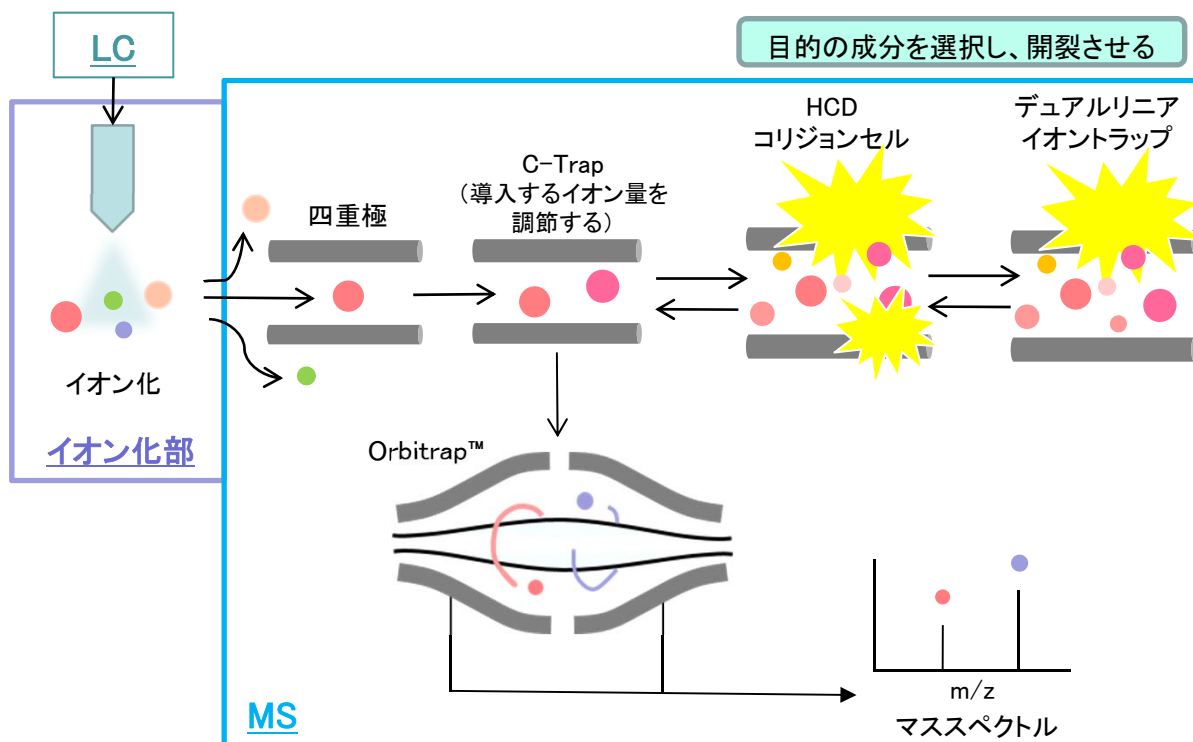 LC
目的の成分を選択し、開裂させる
HCD
コリジョンセル
デュアルリニア
イオントラップ
C-Trap
(導入するイオン量を
調節する)
四重極
イオン化
イオン化部
Orbitrap™
MS
m/z
マススペクトル